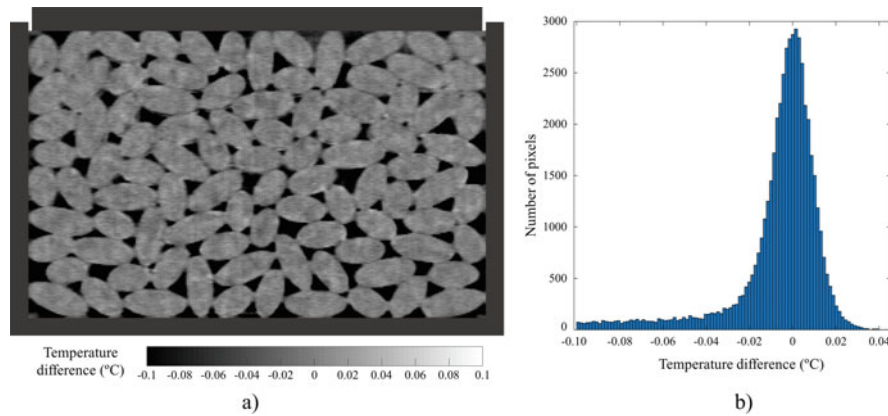 a)
Temperature
difference (°C)
-0.1 -0.08 -0.06 -0.04 -0.02 0 0.02 0.04 0.06 0.08 0.1
a)
b)
3000
2500
2000
1500
1000
500
0
Number of pixels
-0.10 -0.08 -0.06 -0.04 -0.02 0 0.02 0.04
Temperature difference (°C)
b)